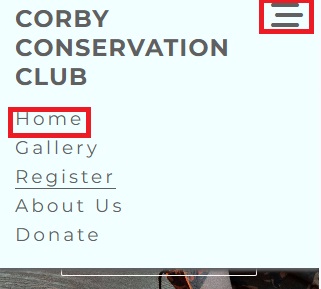 CORBY
CONSERVATION
CLUB
Home
Gallery
Register
About Us
Donate